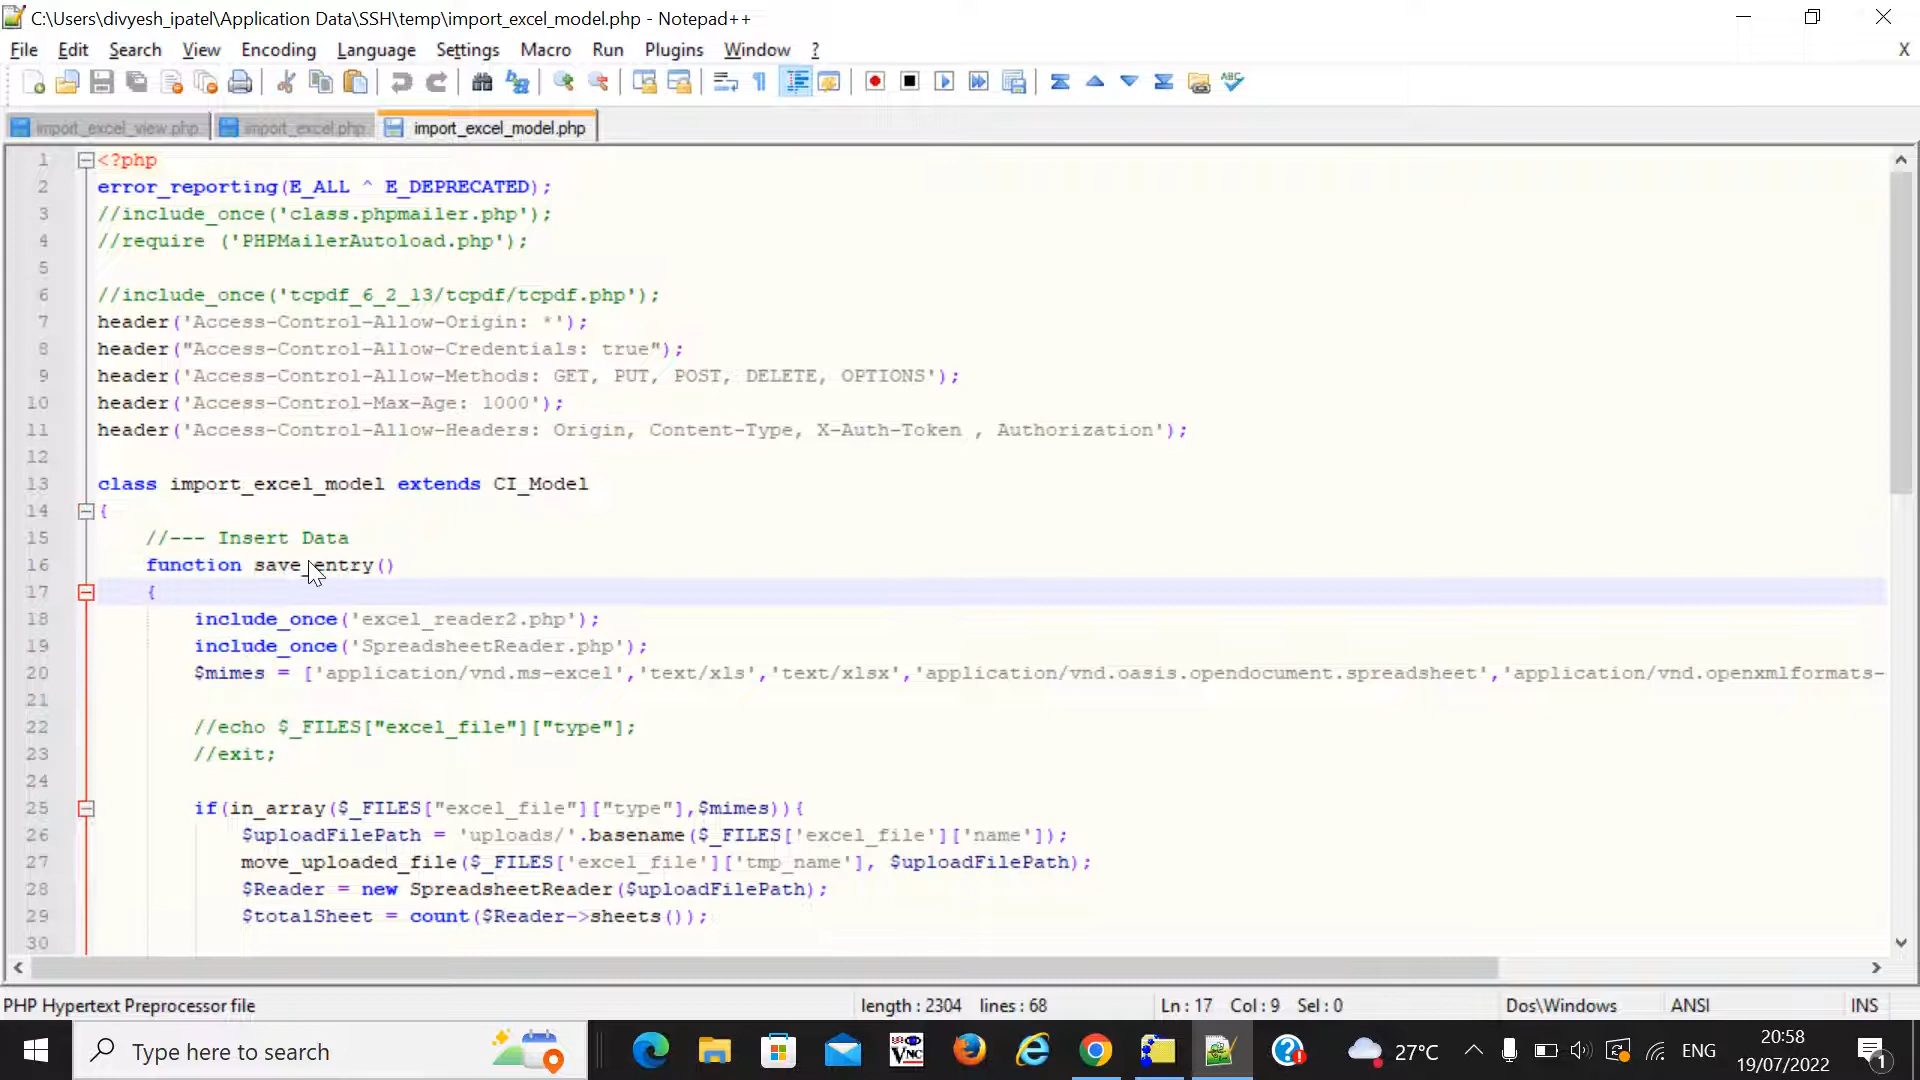 C:\Users\divyesh_ipatel\Application Data\SSH\temp\import_excel_model.php - Notepad++
File Edit Search View Encoding Language Settings Macro Run Plugins Window ? X
import_excel_view.php import_excel.php import_excel_model.php
1 <?php
2 error_reporting(E_ALL ^ E_DEPRECATED);
3 //include_once('class.phpmailer.php');
4 //require ('PHPMailerAutoload.php');
5
6 //include_once('tcpdf_6_2_13/tcpdf/tcpdf.php');
7 header('Access-Control-Allow-Origin: *');
8 header("Access-Control-Allow-Credentials: true");
9 header('Access-Control-Allow-Methods: GET, PUT, POST, DELETE, OPTIONS');
10 header('Access-Control-Max-Age: 1000');
11 header('Access-Control-Allow-Headers: Origin, Content-Type, X-Auth-Token , Authorization');
12
13 class import_excel_model extends CI_Model
14 {
15 //--- Insert Data
16 function save_entry()
17 {
18 include_once('excel_reader2.php');
19 include_once('SpreadsheetReader.php');
20 $mimes = ['application/vnd.ms-excel','text/xls','text/xlsx','application/vnd.oasis.opendocument.spreadsheet','application/vnd.openxmlformats-
21
22 //echo $_FILES["excel_file"]["type"];
23 //exit;
24
25 if(in_array($_FILES["excel_file"]["type"],$mimes)){
26 $uploadFilePath = 'uploads/'.basename($_FILES['excel_file']['name']);
27 move_uploaded_file($_FILES['excel_file']['tmp_name'], $uploadFilePath);
28 $Reader = new SpreadsheetReader($uploadFilePath);
29 $totalSheet = count($Reader->sheets());
30
PHP Hypertext Preprocessor file length : 2304 lines : 68 Ln : 17 Col : 9 Sel : 0 Dos\Windows ANSI INS
Type here to search VNC 27°C ENG 20:58
19/07/2022 1